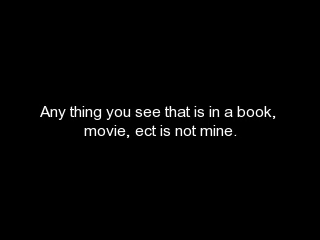 Any thing you see that is in a book,
movie, ect is not mine.